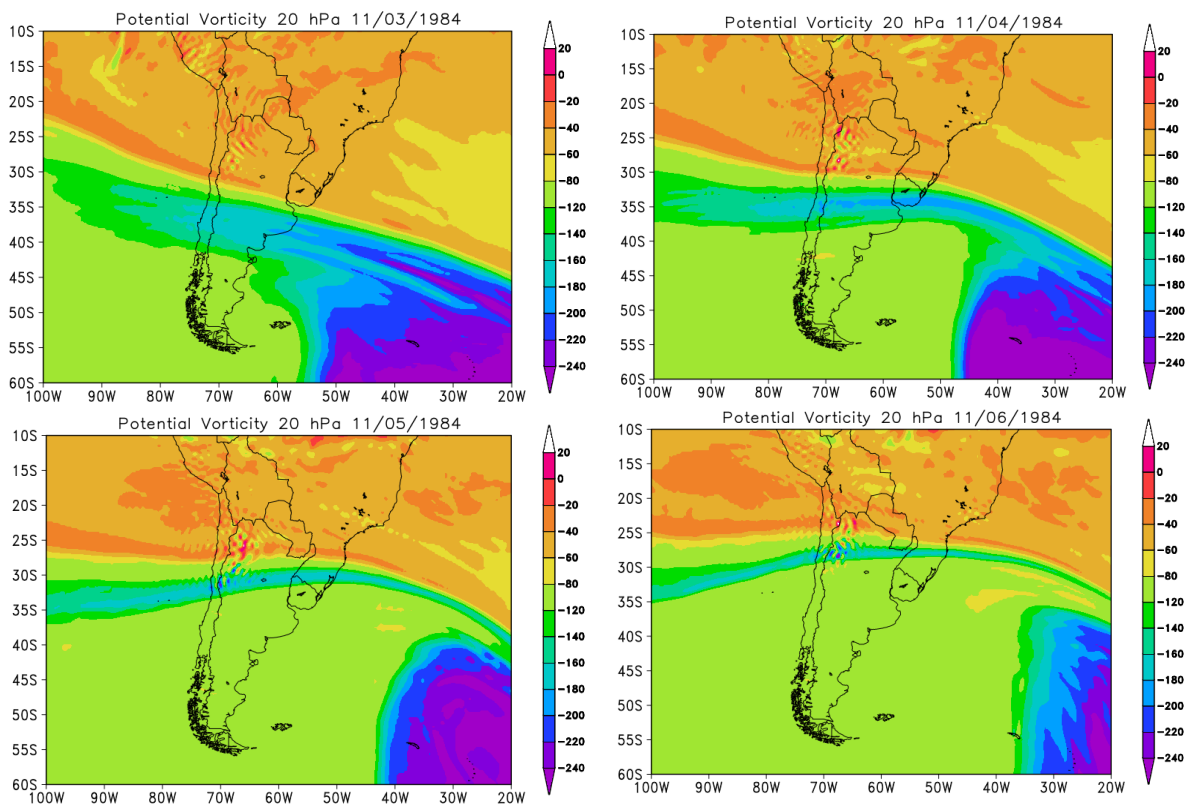 Potential Vorticity 20 hPa 11/03/1984
10S
15S
20S
25S
30S
35S
40S
45S
50S
55S
60S
100W 90W 80W 70W 60W 50W 40W 30W 20W
20
0
-20
-40
-60
-80
-120
-140
-160
-180
-200
-220
-240
Potential Vorticity 20 hPa 11/04/1984
10S
15S
20S
25S
30S
35S
40S
45S
50S
55S
60S
100W 90W 80W 70W 60W 50W 40W 30W 20W
20
0
-20
-40
-60
-80
-120
-140
-160
-180
-200
-220
-240
Potential Vorticity 20 hPa 11/05/1984
10S
15S
20S
25S
30S
35S
40S
45S
50S
55S
60S
100W 90W 80W 70W 60W 50W 40W 30W 20W
20
0
-20
-40
-60
-80
-120
-140
-160
-180
-200
-220
-240
Potential Vorticity 20 hPa 11/06/1984
10S
15S
20S
25S
30S
35S
40S
45S
50S
55S
60S
100W 90W 80W 70W 60W 50W 40W 30W 20W
20
0
-20
-40
-60
-80
-120
-140
-160
-180
-200
-220
-240